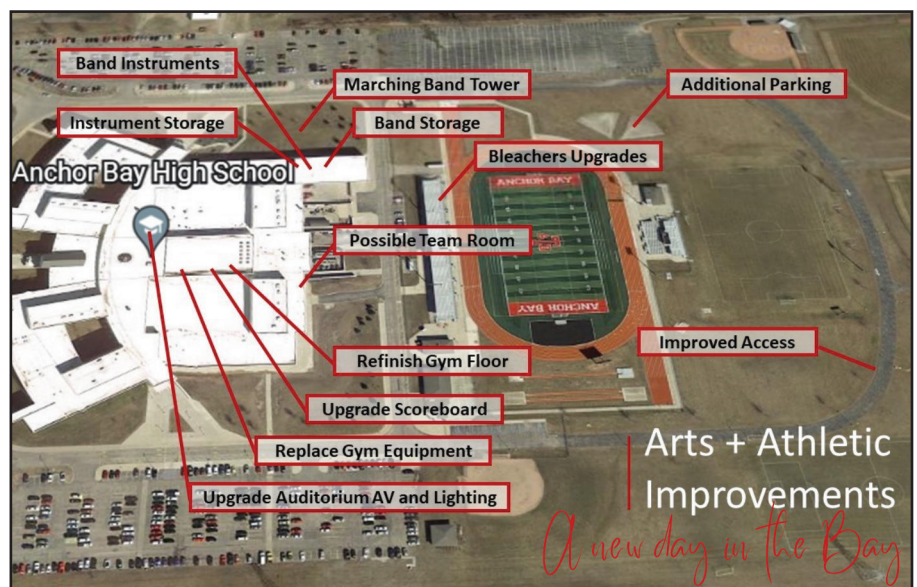 Band Instruments
Marching Band Tower
Additional Parking
Instrument Storage
Band Storage
Bleachers Upgrades
Anchor Bay High School
ANCHOR BAY
Possible Team Room
ANCHOR BAY
Improved Access
Refinish Gym Floor
Upgrade Scoreboard
Replace Gym Equipment
Upgrade Auditorium AV and Lighting
Arts + Athletic
Improvements
A new day in the Bay